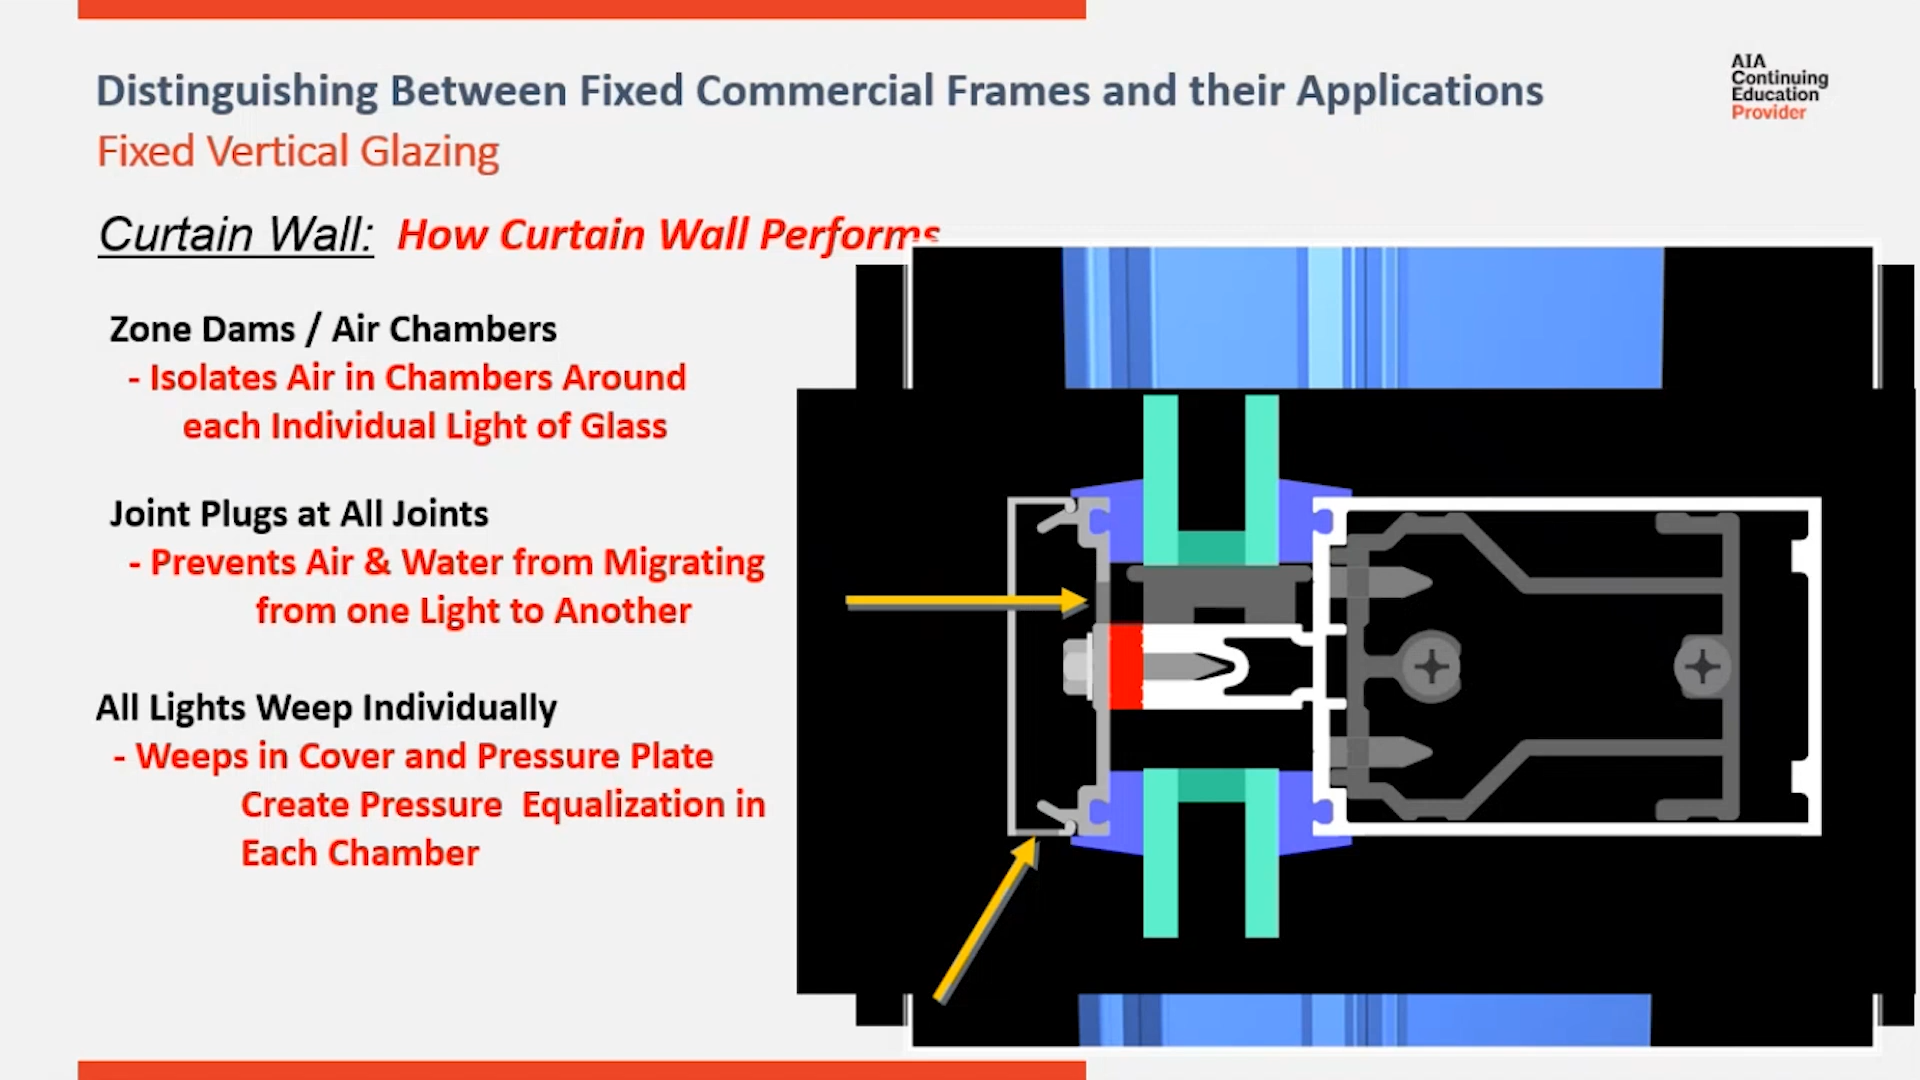 Distinguishing Between Fixed Commercial Frames and their Applications
Fixed Vertical Glazing
AIA
Continuing
Education
Provider
Curtain Wall: How Curtain Wall Performs
Zone Dams / Air Chambers
- Isolates Air in Chambers Around
each Individual Light of Glass
Joint Plugs at All Joints
- Prevents Air & Water from Migrating
from one Light to Another
All Lights Weep Individually
- Weeps in Cover and Pressure Plate
Create Pressure Equalization in
Each Chamber